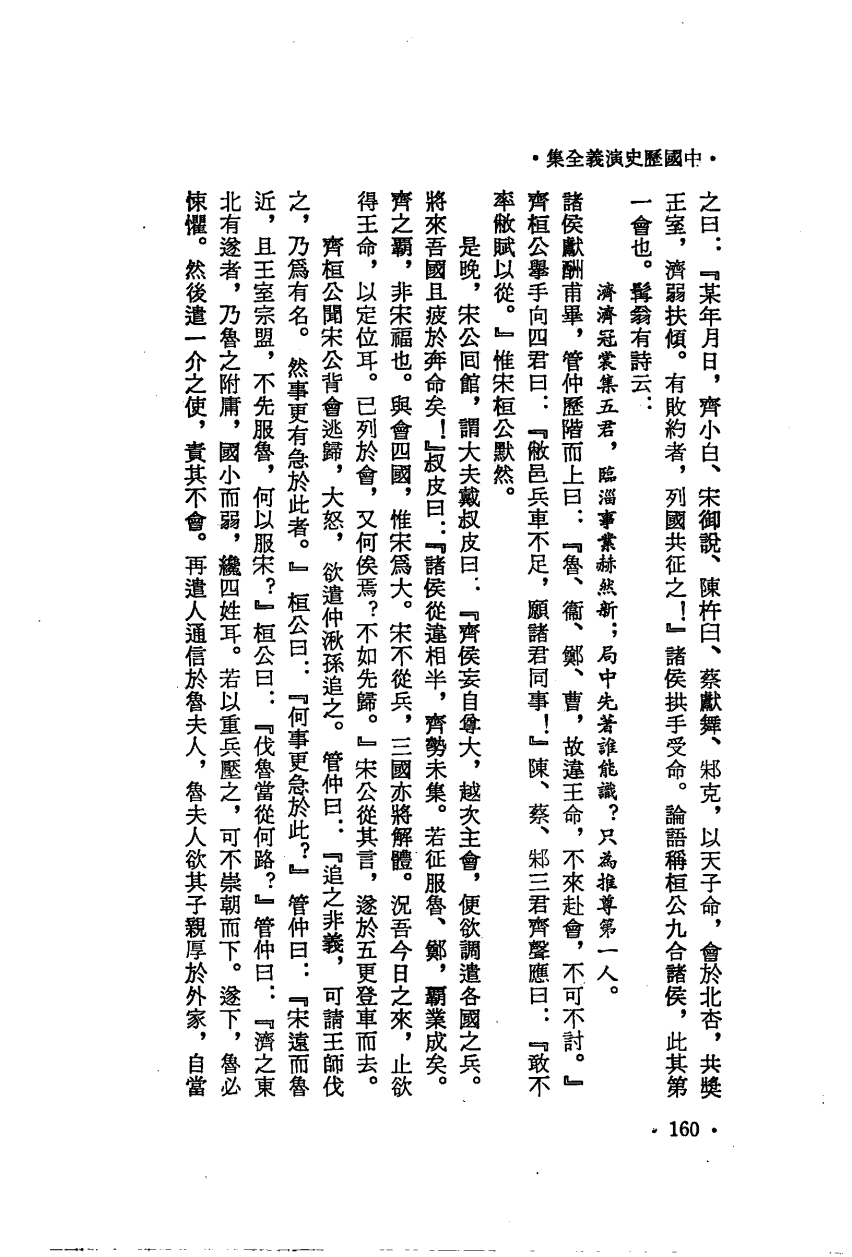 ·中國歷史演義全集·
之曰：『某年月日，齊小白、宋御說、陳杵臼、蔡獻舞、邾克，以天子命，會於北杏，共獎
王室，濟弱扶傾。有敗約者，列國共征之！』諸侯拱手受命。論語稱桓公九合諸侯，此其第
一會也。髯翁有詩云：
濟濟冠裳集五君，臨淄事業赫然新；局中先著誰能識？只為推尊第一人。
諸侯獻酬甫畢，管仲歷階而上曰：『魯、衞、鄭、曹，故違王命，不來赴會，不可不討。』
齊桓公舉手向四君曰：『敝邑兵車不足，願諸君同事！』陳、蔡、邾三君齊聲應曰：『敢不
率敝賦以從。』惟宋桓公默然。
是晚，宋公回館，謂大夫戴叔皮曰：『齊侯妄自尊大，越次主會，便欲調遣各國之兵。
將來吾國且疲於奔命矣！』叔皮曰：『諸侯從違相半，齊勢未集。若征服魯、鄭，霸業成矣。
齊之霸，非宋福也。與會四國，惟宋爲大。宋不從兵，三國亦將解體。況吾今日之來，止欲
得王命，以定位耳。已列於會，又何俟焉？不如先歸。』宋公從其言，遂於五更登車而去。
齊桓公聞宋公背會逃歸，大怒，欲遣仲湫孫追之。管仲曰：『追之非義，可請王師伐
之，乃爲有名。然事更有急於此者。』桓公曰：『何事更急於此？』管仲曰：『宋遠而魯
近，且王室宗盟，不先服魯，何以服宋？』桓公曰：『伐魯當從何路？』管仲曰：『濟之東
北有遂者，乃魯之附庸，國小而弱，纔四姓耳。若以重兵壓之，可不崇朝而下。遂下，魯必
悚懼。然後遣一介之使，責其不會。再遣人通信於魯夫人，魯夫人欲其子親厚於外家，自當
·160·